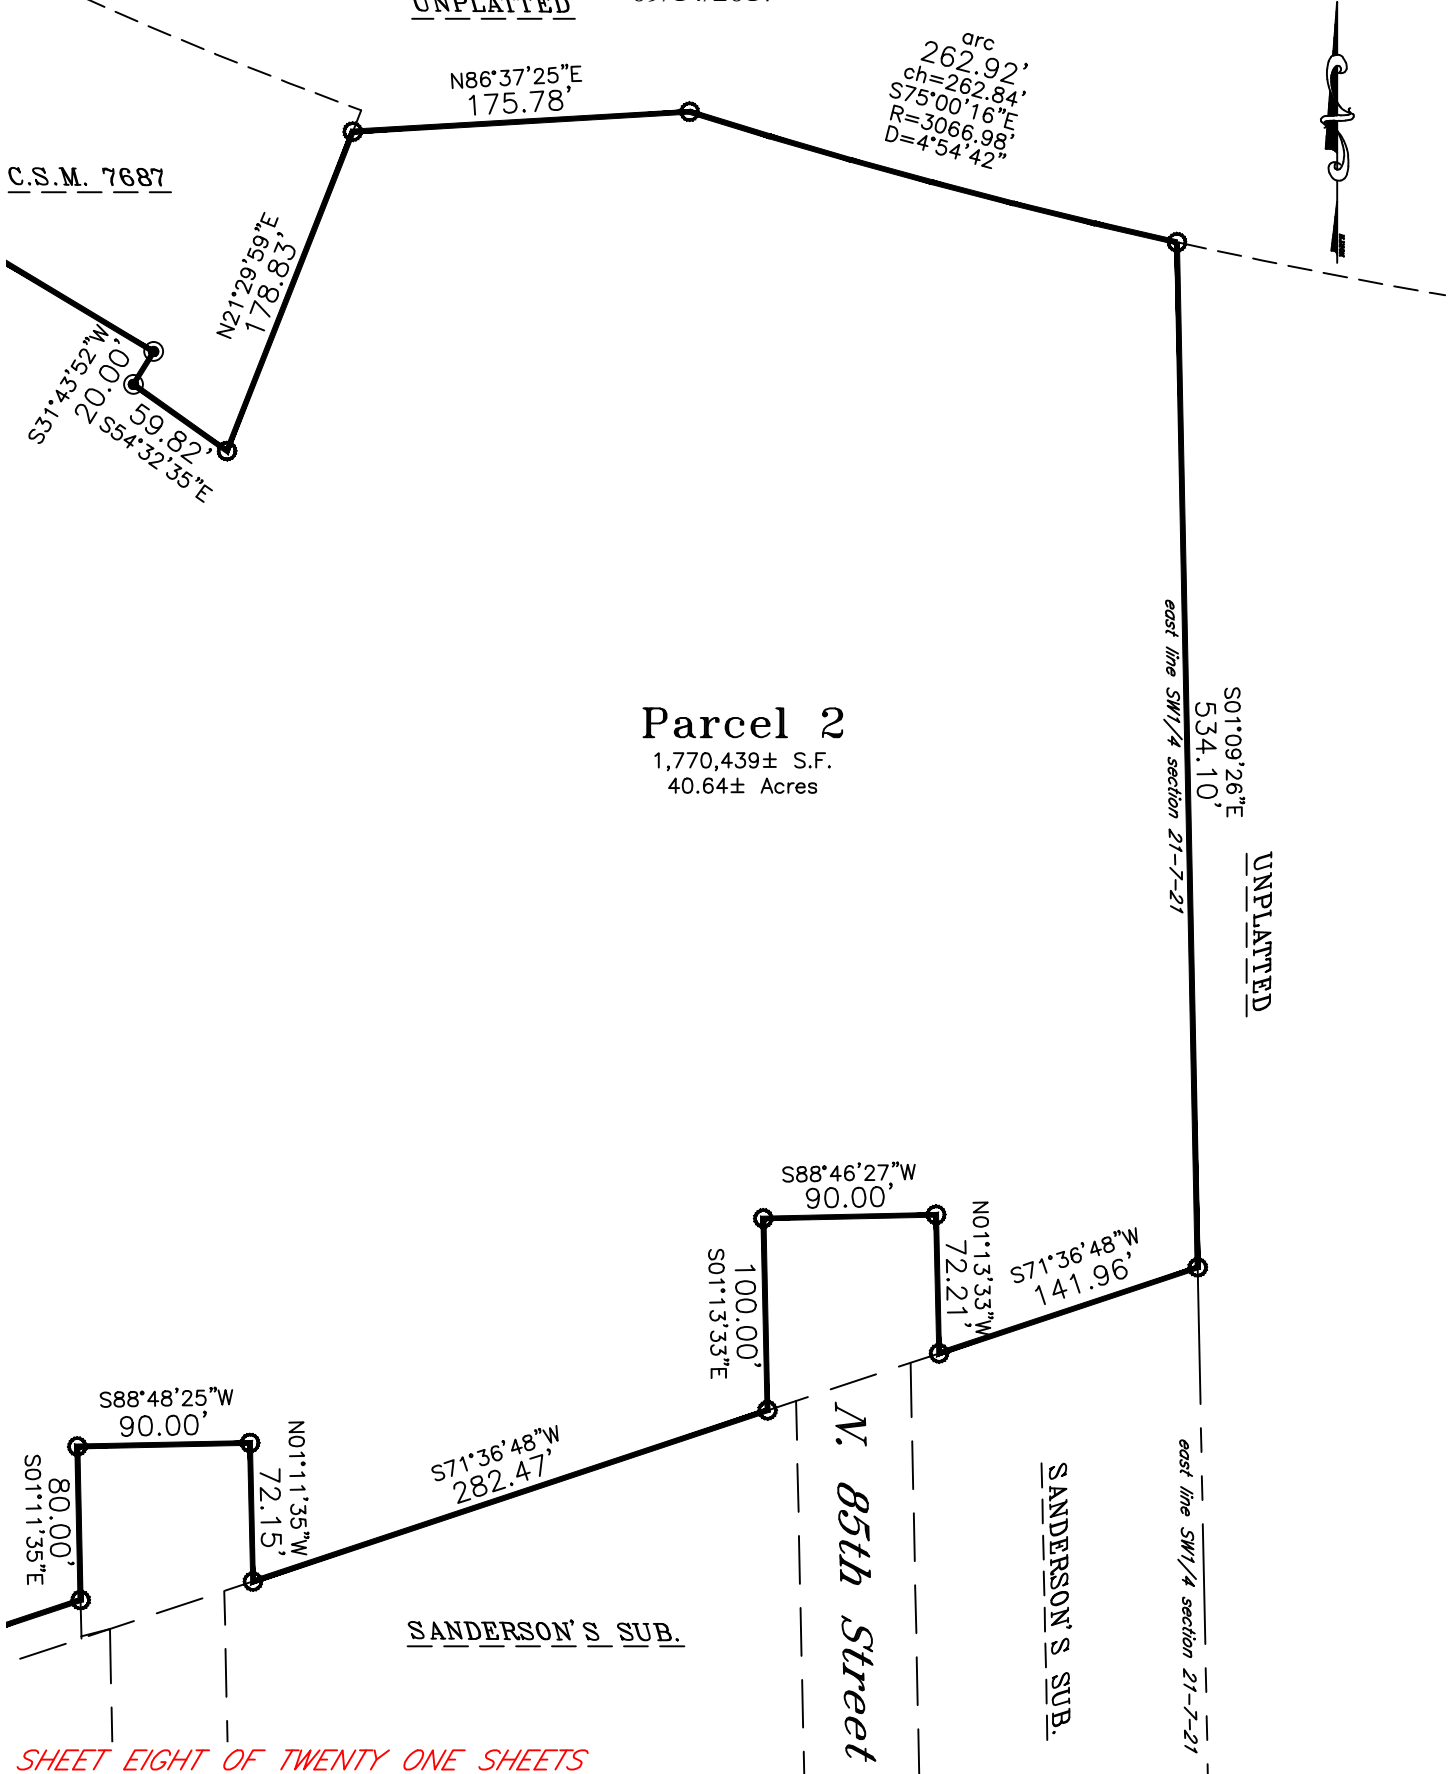 UNPLATTED
arc
262.92'
ch=262.84'
S75°00'16"E
R=3066.98'
D=4°54'42"
N86°37'25"E
175.78'
C.S.M. 7687
N21°29'59"E
178.83'
S31°43'52"W
20.00'
59.82'
S54°32'35"E
S01°09'26"E
534.10'
east line SW1/4 section 21-7-21
Parcel 2
1,770,439± S.F.
40.64± Acres
UNPLATTED
S88°46'27"W
90.00'
N01°13'33"W
72.21'
S71°36'48"W
141.96'
100.00'
S01°13'33"E
S88°48'25"W
90.00'
N01°11'35"W
72.15'
S71°36'48"W
282.47'
80.00'
S01°11'35"E
N. 85th Street
SANDERSON'S SUB.
east line SW1/4 section 21-7-21
SANDERSON'S SUB.
SHEET EIGHT OF TWENTY ONE SHEETS